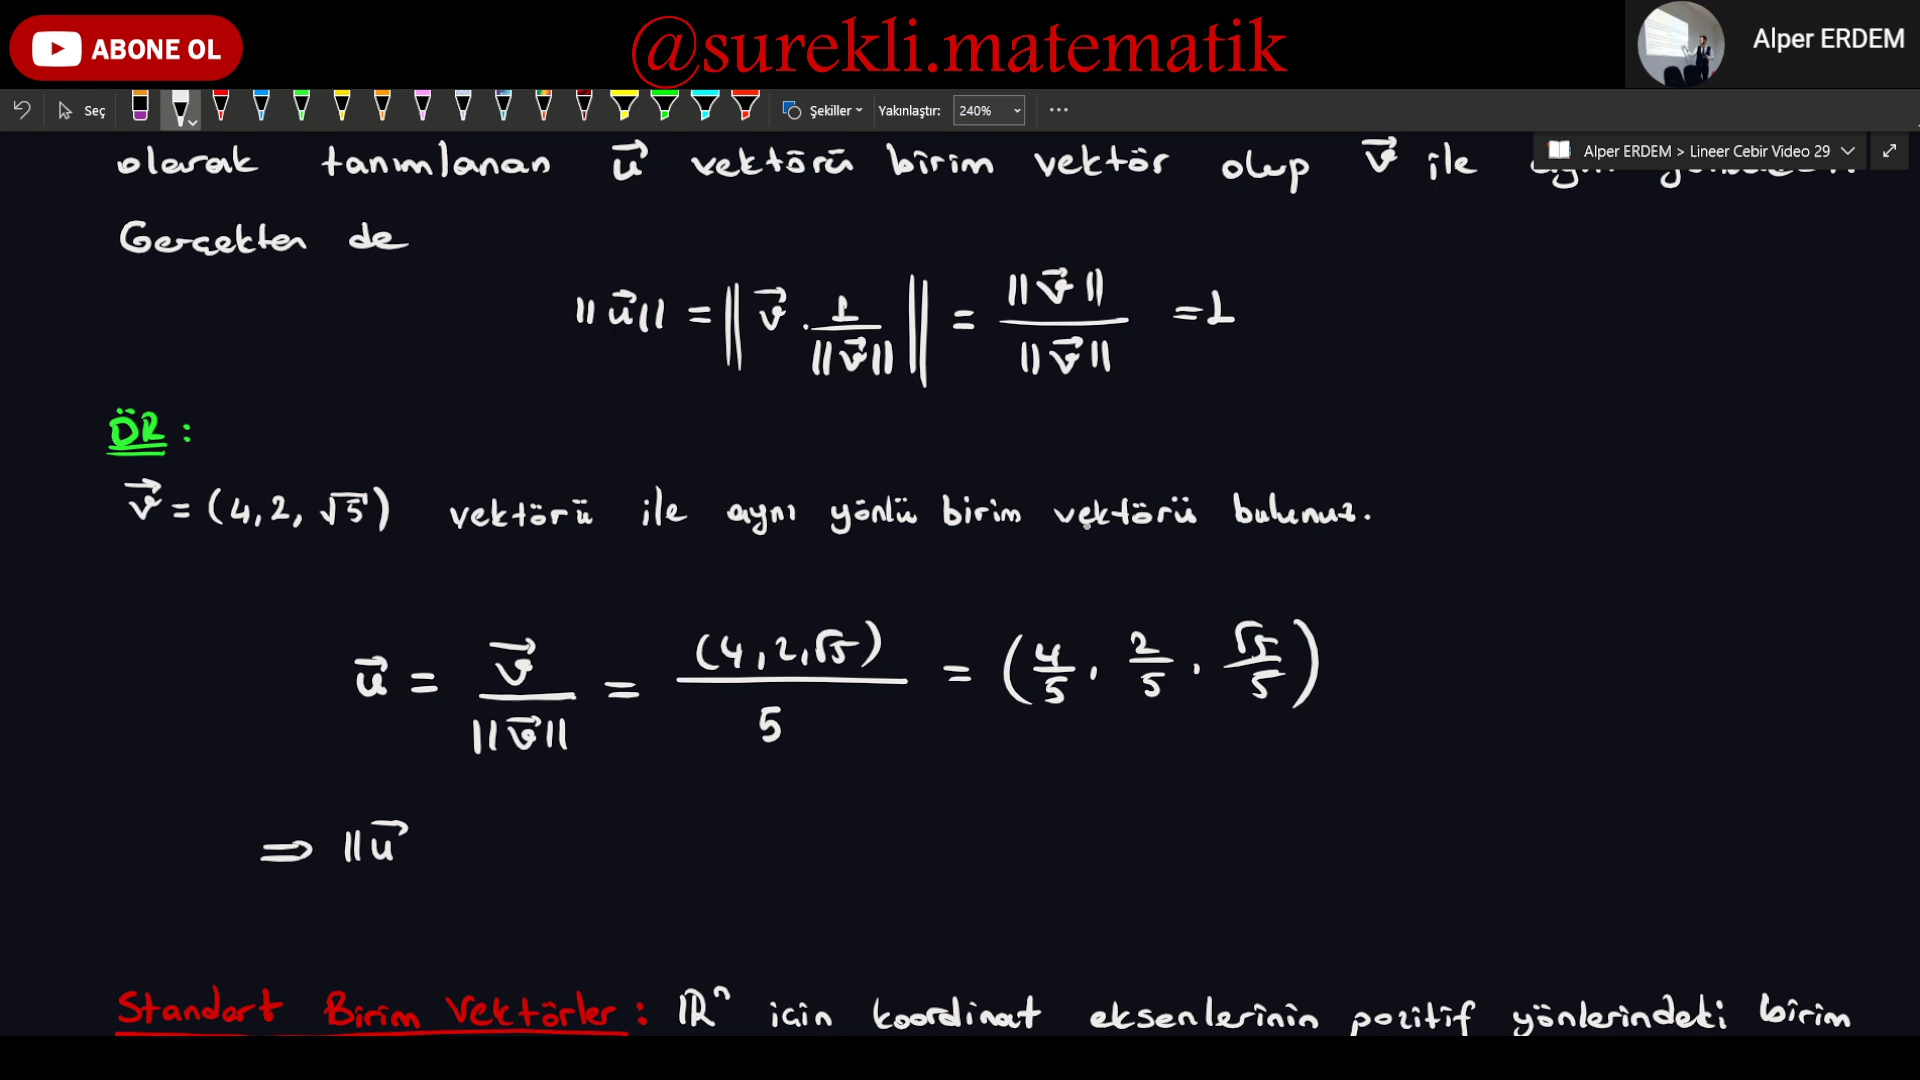 ABONE OL
@surekli.matematik
Alper ERDEM
Seç
Şekiller
Yakınlaştır:
240%
Alper ERDEM > Lineer Cebir Video 29
olarak tanımlanan u⃗ vektörü birim vektör olup v⃗ ile
Gerçekten de
||u⃗|| = ||v⃗ . 1/||v⃗|| || = ||v⃗||/||v⃗|| = 1
ÖR:
v⃗ = (4, 2, √5) vektörü ile aynı yönlü birim vektörü bulunuz.
u⃗ = v⃗/||v⃗|| = (4, 2, √5)/5 = (4/5, 2/5, √5/5)
⇒ ||u⃗
Standart Birim Vektörler: ℝⁿ için koordinat eksenlerinin pozitif yönlerindeki birim